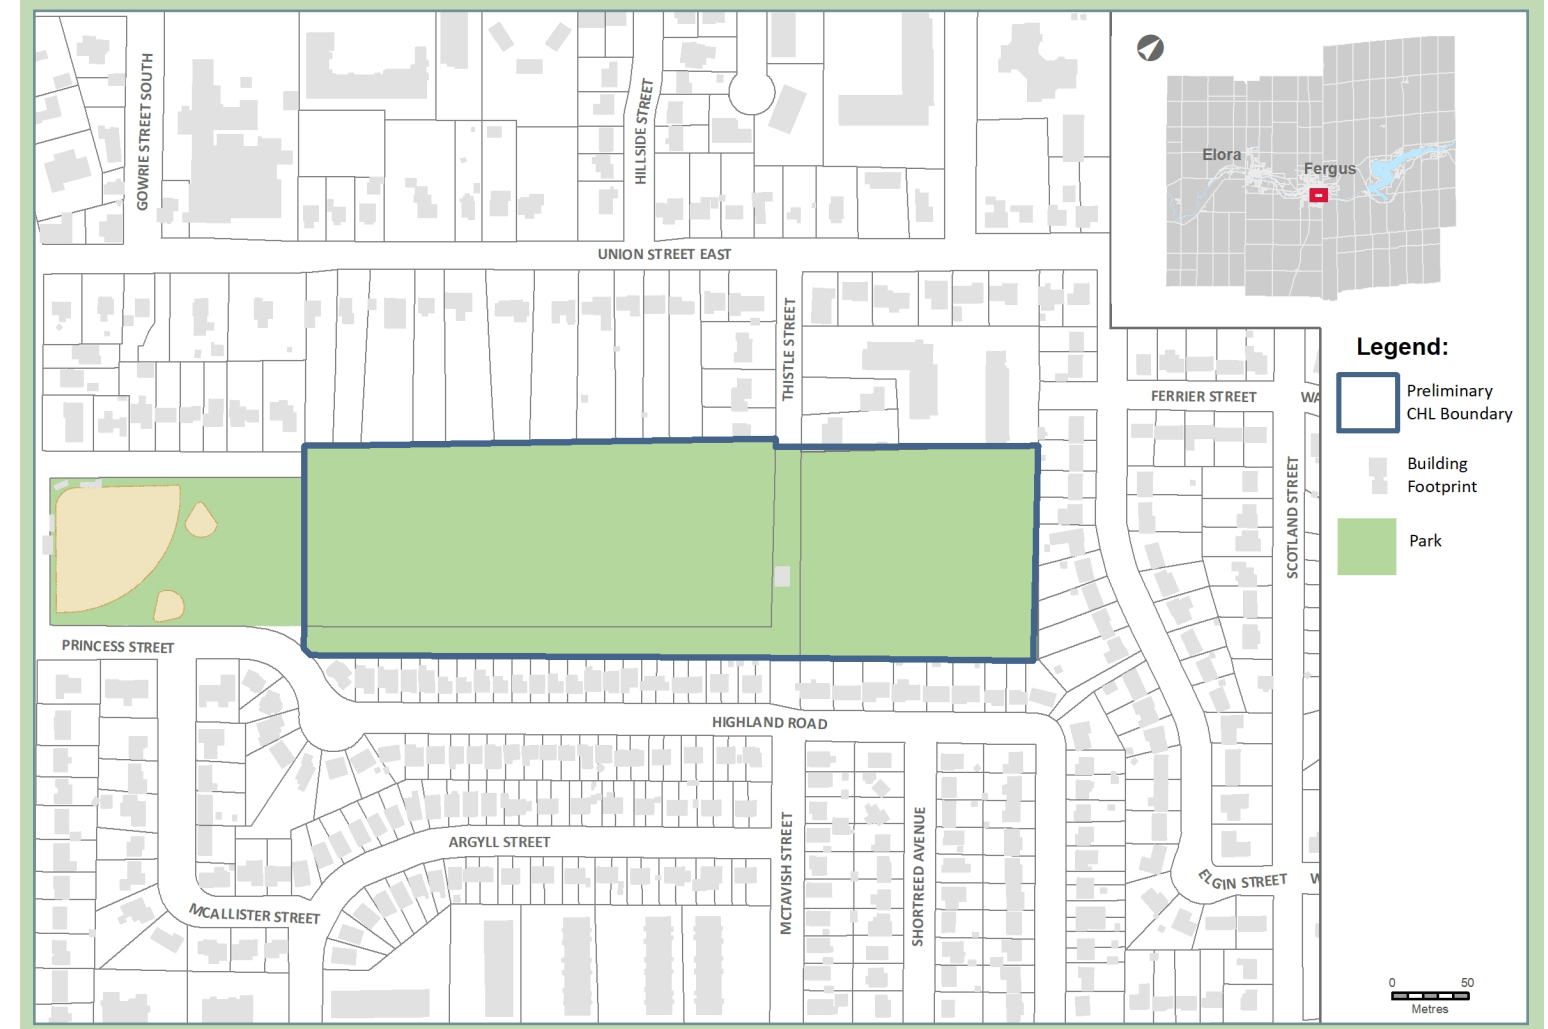 GOWRIE STREET SOUTH
HILLSIDE STREET
UNION STREET EAST
THISTLE STREET
Elora
Fergus
Legend:
Preliminary
CHL Boundary
Building
Footprint
Park
FERRIER STREET
WA
SCOTLAND STREET
PRINCESS STREET
HIGHLAND ROAD
ARGYLL STREET
MCTAVISH STREET
SHORTREED AVENUE
ELGIN STREET
W
MCALLISTER STREET
0 50
Metres